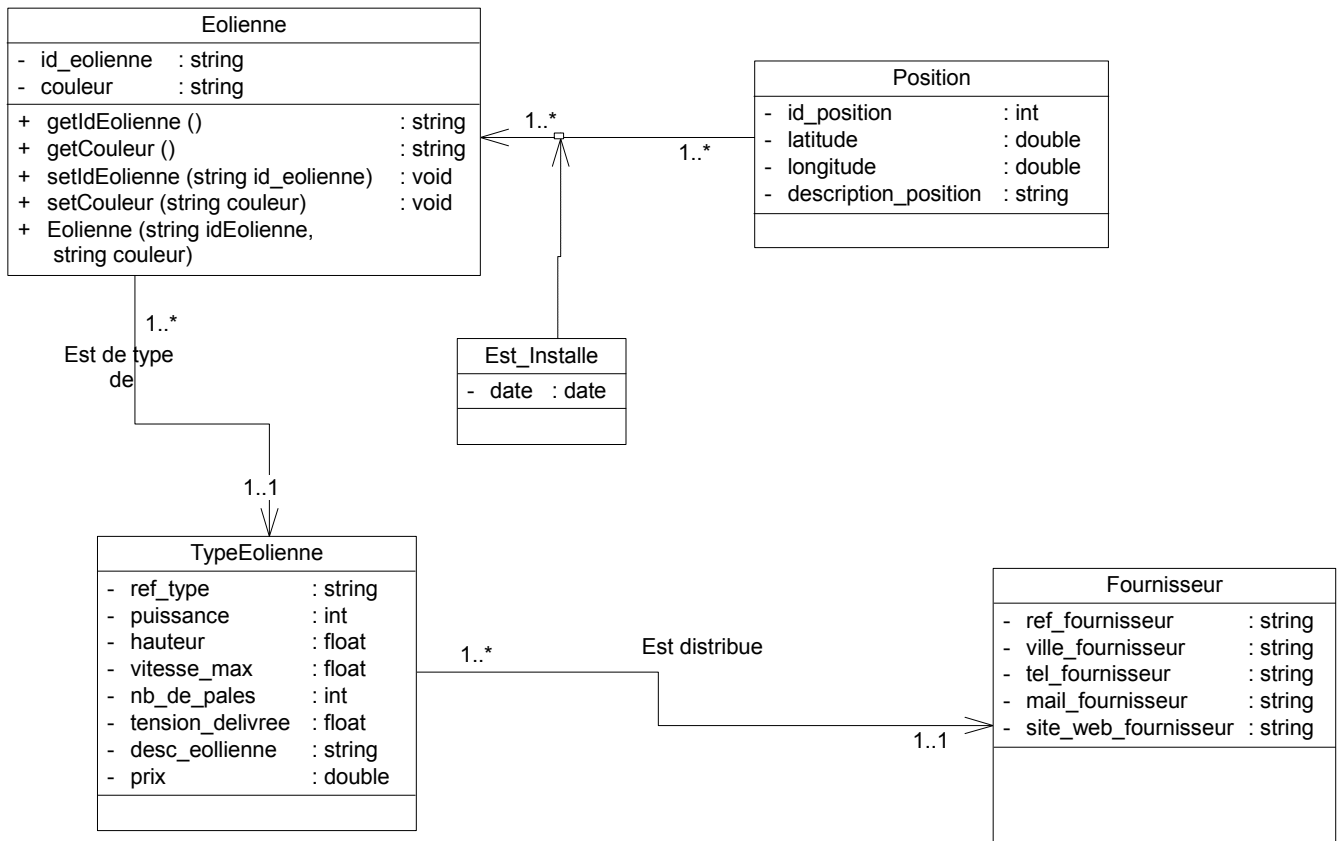 Eolienne
- id_eolienne : string
- couleur : string
+ getIdEolienne () : string
+ getCouleur () : string
+ setIdEolienne (string id_eolienne) : void
+ setCouleur (string couleur) : void
+ Eolienne (string idEolienne,
string couleur)
1..*
1..*
Position
- id_position : int
- latitude : double
- longitude : double
- description_position : string
Est_Installe
- date : date
1..*
Est de type
de
1..1
TypeEolienne
- ref_type : string
- puissance : int
- hauteur : float
- vitesse_max : float
- nb_de_pales : int
- tension_delivree : float
- desc_eollienne : string
- prix : double
1..*
Est distribue
1..1
Fournisseur
- ref_fournisseur : string
- ville_fournisseur : string
- tel_fournisseur : string
- mail_fournisseur : string
- site_web_fournisseur : string